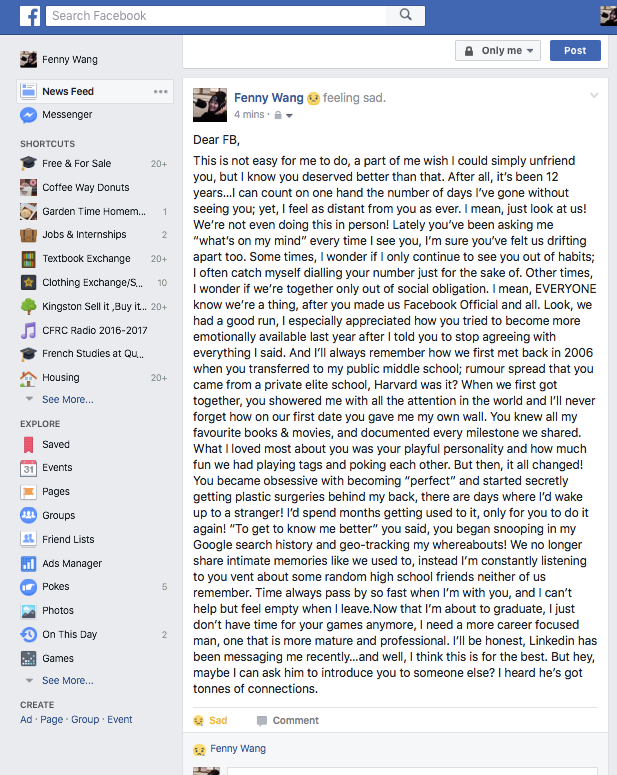 f
Search Facebook
Only me
Post
Fenny Wang
News Feed
Messenger
SHORTCUTS
Free & For Sale 20+
Coffee Way Donuts
Garden Time Homem... 1
Jobs & Internships 2
Textbook Exchange 20+
Clothing Exchange/S... 10
Kingston Sell it ,Buy it... 20+
CFRC Radio 2016-2017
French Studies at Qu...
Housing 20+
See More...
EXPLORE
Saved
31 Events
Pages
Groups
Friend Lists
Ads Manager
Pokes 5
Photos
On This Day 2
Games
See More...
CREATE
Ad · Page · Group · Event
Fenny Wang feeling sad.
4 mins ·
Dear FB,
This is not easy for me to do, a part of me wish I could simply unfriend
you, but I know you deserved better than that. After all, it's been 12
years...I can count on one hand the number of days I've gone without
seeing you; yet, I feel as distant from you as ever. I mean, just look at us!
We're not even doing this in person! Lately you've been asking me
“what's on my mind” every time I see you, I'm sure you've felt us drifting
apart too. Some times, I wonder if I only continue to see you out of habits;
I often catch myself dialling your number just for the sake of. Other times,
I wonder if we're together only out of social obligation. I mean, EVERYONE
know we're a thing, after you made us Facebook Official and all. Look, we
had a good run, I especially appreciated how you tried to become more
emotionally available last year after I told you to stop agreeing with
everything I said. And I'll always remember how we first met back in 2006
when you transferred to my public middle school; rumour spread that you
came from a private elite school, Harvard was it? When we first got
together, you showered me with all the attention in the world and I'll never
forget how on our first date you gave me my own wall. You knew all my
favourite books & movies, and documented every milestone we shared.
What I loved most about you was your playful personality and how much
fun we had playing tags and poking each other. But then, it all changed!
You became obsessive with becoming “perfect” and started secretly
getting plastic surgeries behind my back, there are days where I'd wake
up to a stranger! I'd spend months getting used to it, only for you to do it
again! “To get to know me better” you said, you began snooping in my
Google search history and geo-tracking my whereabouts! We no longer
share intimate memories like we used to, instead I'm constantly listening
to you vent about some random high school friends neither of us
remember. Time always pass by so fast when I'm with you, and I can't
help but feel empty when I leave.Now that I'm about to graduate, I just
don't have time for your games anymore, I need a more career focused
man, one that is more mature and professional. I'll be honest, Linkedin has
been messaging me recently...and well, I think this is for the best. But hey,
maybe I can ask him to introduce you to someone else? I heard he's got
tonnes of connections.
Sad Comment
Fenny Wang